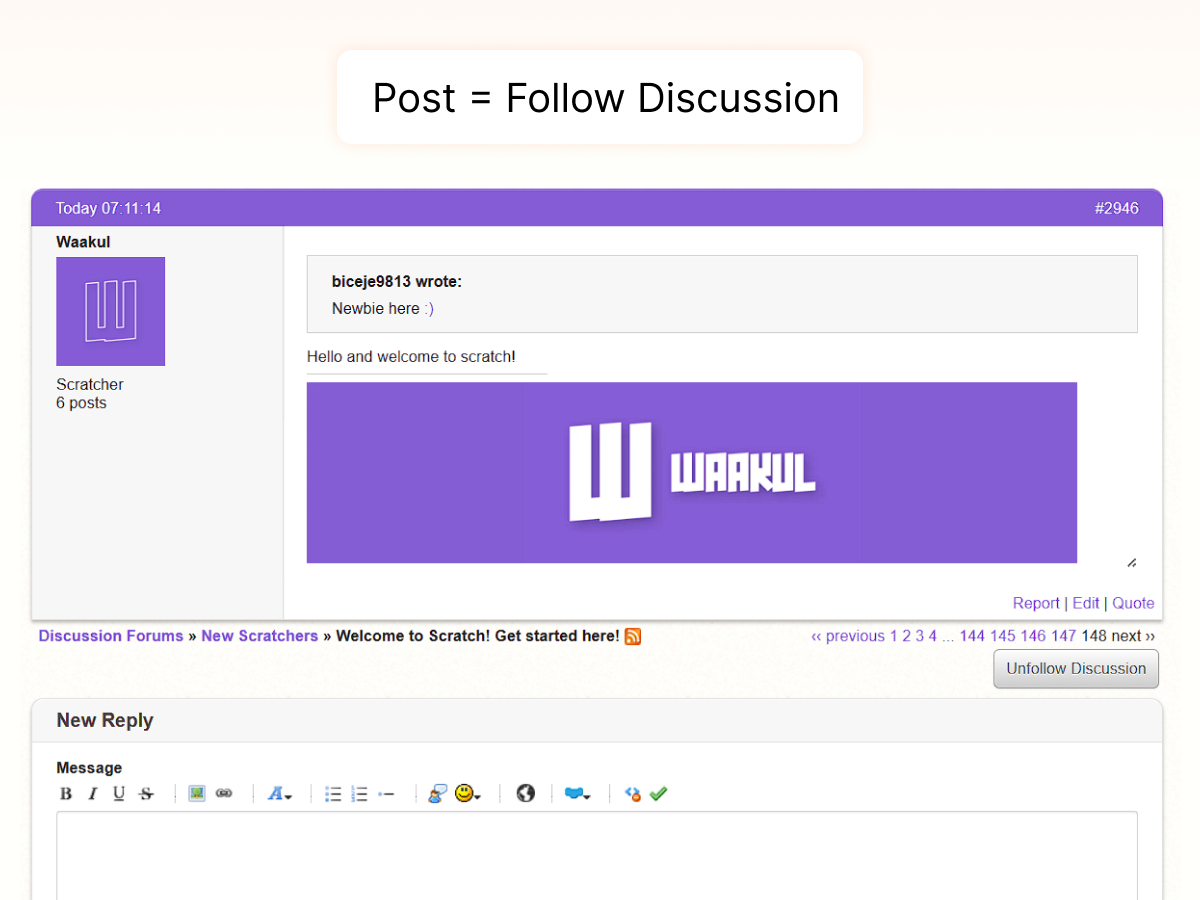 Post = Follow Discussion
Today 07:11:14 #2946
Waakul
biceje9813 wrote:
Newbie here :)
Hello and welcome to scratch!
Scratcher
6 posts
W WAAKUL
Report | Edit | Quote
Discussion Forums » New Scratchers » Welcome to Scratch! Get started here! ‹‹ previous 1 2 3 4 ... 144 145 146 147 148 next ››
Unfollow Discussion
New Reply
Message
B I U S A